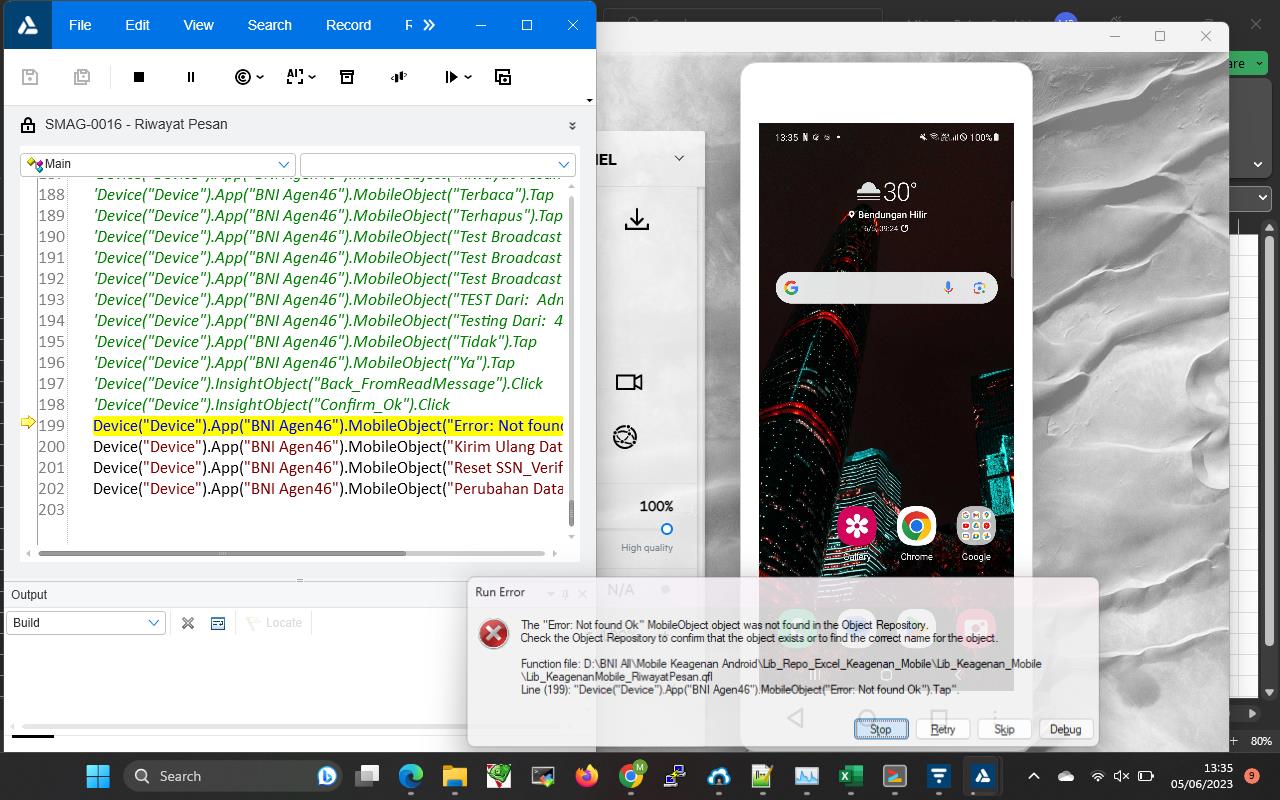 File Edit View Search Record
SMAG-0016 - Riwayat Pesan
Main
188 'Device("Device").App("BNI Agen46").MobileObject("Terbaca").Tap
189 'Device("Device").App("BNI Agen46").MobileObject("Terhapus").Tap
190 'Device("Device").App("BNI Agen46").MobileObject("Test Broadcast
191 'Device("Device").App("BNI Agen46").MobileObject("Test Broadcast
192 'Device("Device").App("BNI Agen46").MobileObject("Test Broadcast
193 'Device("Device").App("BNI Agen46").MobileObject("TEST Dari: Adn
194 'Device("Device").App("BNI Agen46").MobileObject("Testing Dari: 4
195 'Device("Device").App("BNI Agen46").MobileObject("Tidak").Tap
196 'Device("Device").App("BNI Agen46").MobileObject("Ya").Tap
197 'Device("Device").InsightObject("Back_FromReadMessage").Click
198 'Device("Device").InsightObject("Confirm_Ok").Click
199 Device("Device").App("BNI Agen46").MobileObject("Error: Not found
200 Device("Device").App("BNI Agen46").MobileObject("Kirim Ulang Dat
201 Device("Device").App("BNI Agen46").MobileObject("Reset SSN_Verif
202 Device("Device").App("BNI Agen46").MobileObject("Perubahan Data
203
Output
Build
Locate
NEL
100%
High quality
N/A
13:35 100%
30°
Bendungan Hilir
6/5, 09:24
Gallery
Chrome
Google
Run Error
The "Error: Not found Ok" MobileObject object was not found in the Object Repository.
Check the Object Repository to confirm that the object exists or to find the correct name for the object.
Function file: D:\BNI All\Mobile Keagenan Android\Lib_Repo_Excel_Keagenan_Mobile\Lib_Keagenan_Mobile
\Lib_KeagenanMobile_RiwayatPesan.qfl
Line (199): "Device("Device").App("BNI Agen46").MobileObject("Error: Not found Ok").Tap".
Stop Retry Skip Debug
are
80%
Search
13:35
05/06/2023
9